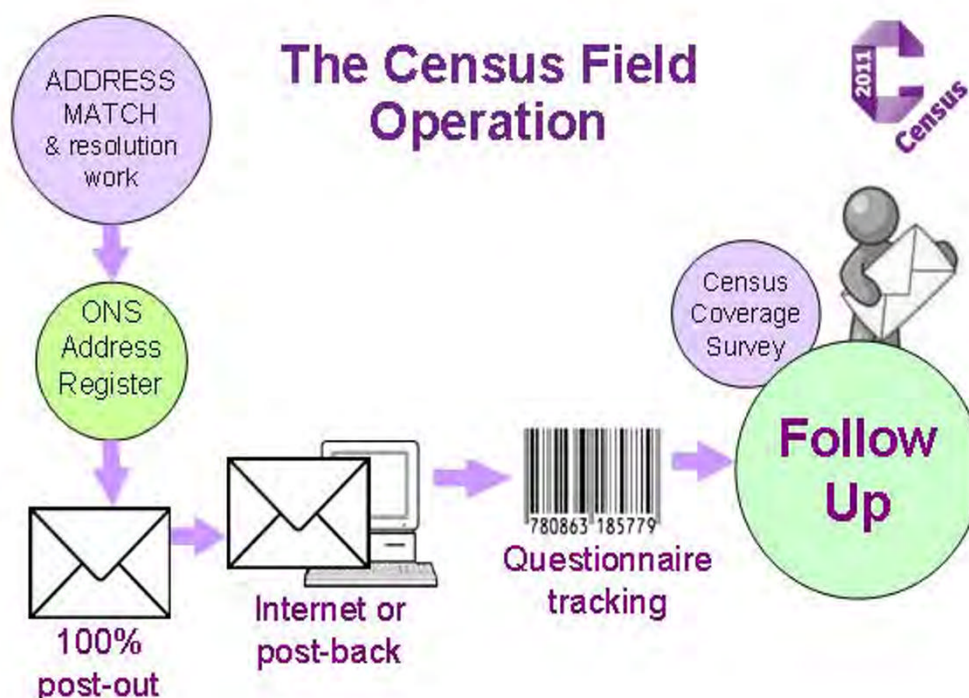 The Census Field
Operation
2011
Census
ADDRESS
MATCH
& resolution
work
ONS
Address
Register
100%
post-out
Internet or
post-back
780863 185779
Questionnaire
tracking
Census
Coverage
Survey
Follow
Up